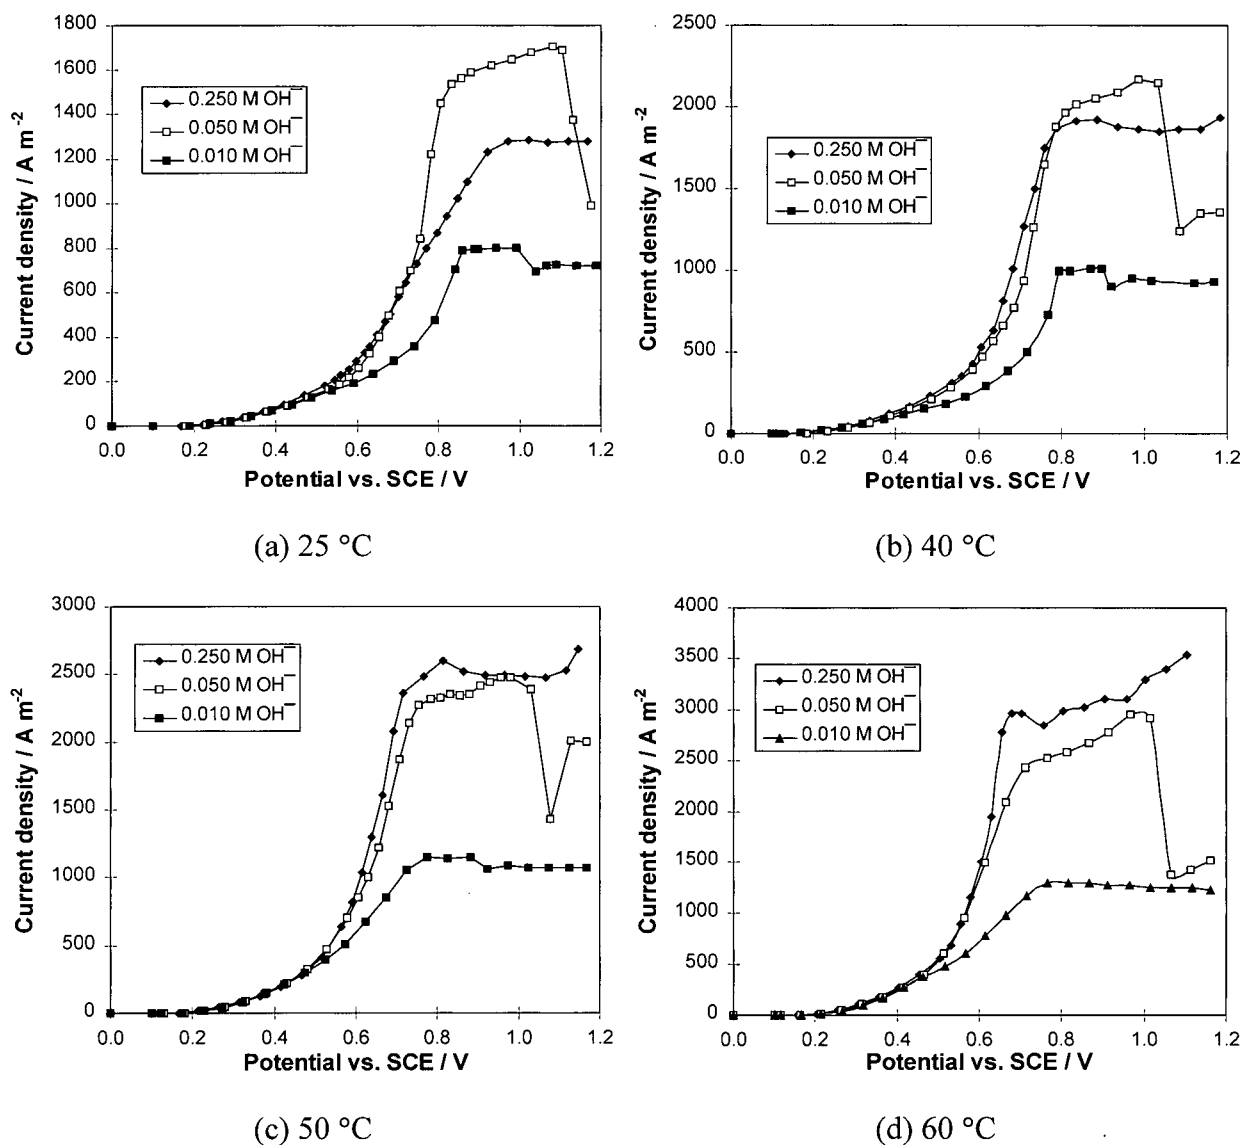 1800
1600
1400
1200
1000
800
600
400
200
0
Current density / A m⁻²
0.250 M OH⁻
0.050 M OH⁻
0.010 M OH⁻
0.0 0.2 0.4 0.6 0.8 1.0 1.2
Potential vs. SCE / V
(a) 25 °C
2500
2000
1500
1000
500
0
Current density / A m⁻²
0.250 M OH⁻
0.050 M OH⁻
0.010 M OH⁻
0.0 0.2 0.4 0.6 0.8 1.0 1.2
Potential vs. SCE / V
(b) 40 °C
3000
2500
2000
1500
1000
500
0
Current density / A m⁻²
0.250 M OH⁻
0.050 M OH⁻
0.010 M OH⁻
0.0 0.2 0.4 0.6 0.8 1.0 1.2
Potential vs. SCE / V
(c) 50 °C
4000
3500
3000
2500
2000
1500
1000
500
0
Current density / A m⁻²
0.250 M OH⁻
0.050 M OH⁻
0.010 M OH⁻
0.0 0.2 0.4 0.6 0.8 1.0 1.2
Potential vs. SCE / V
(d) 60 °C